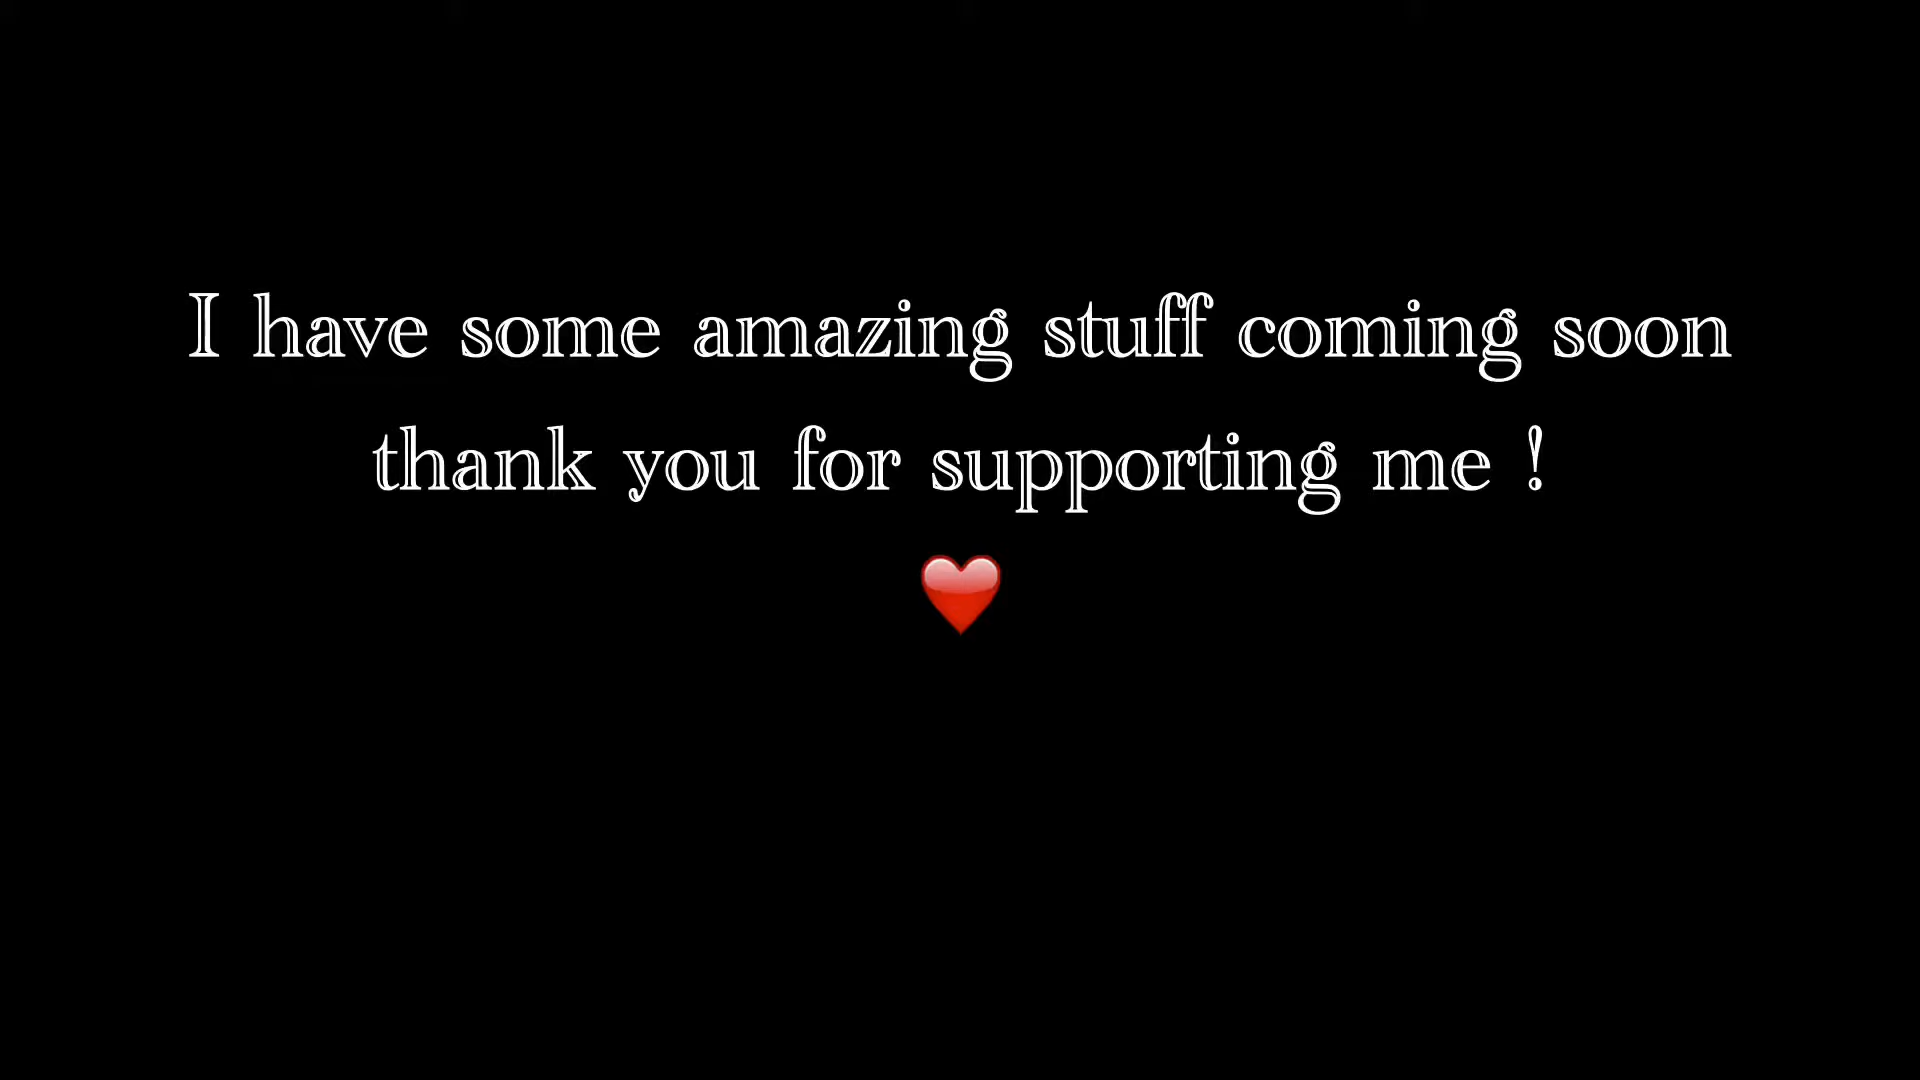 I have some amazing stuff coming soon
thank you for supporting me !
❤️